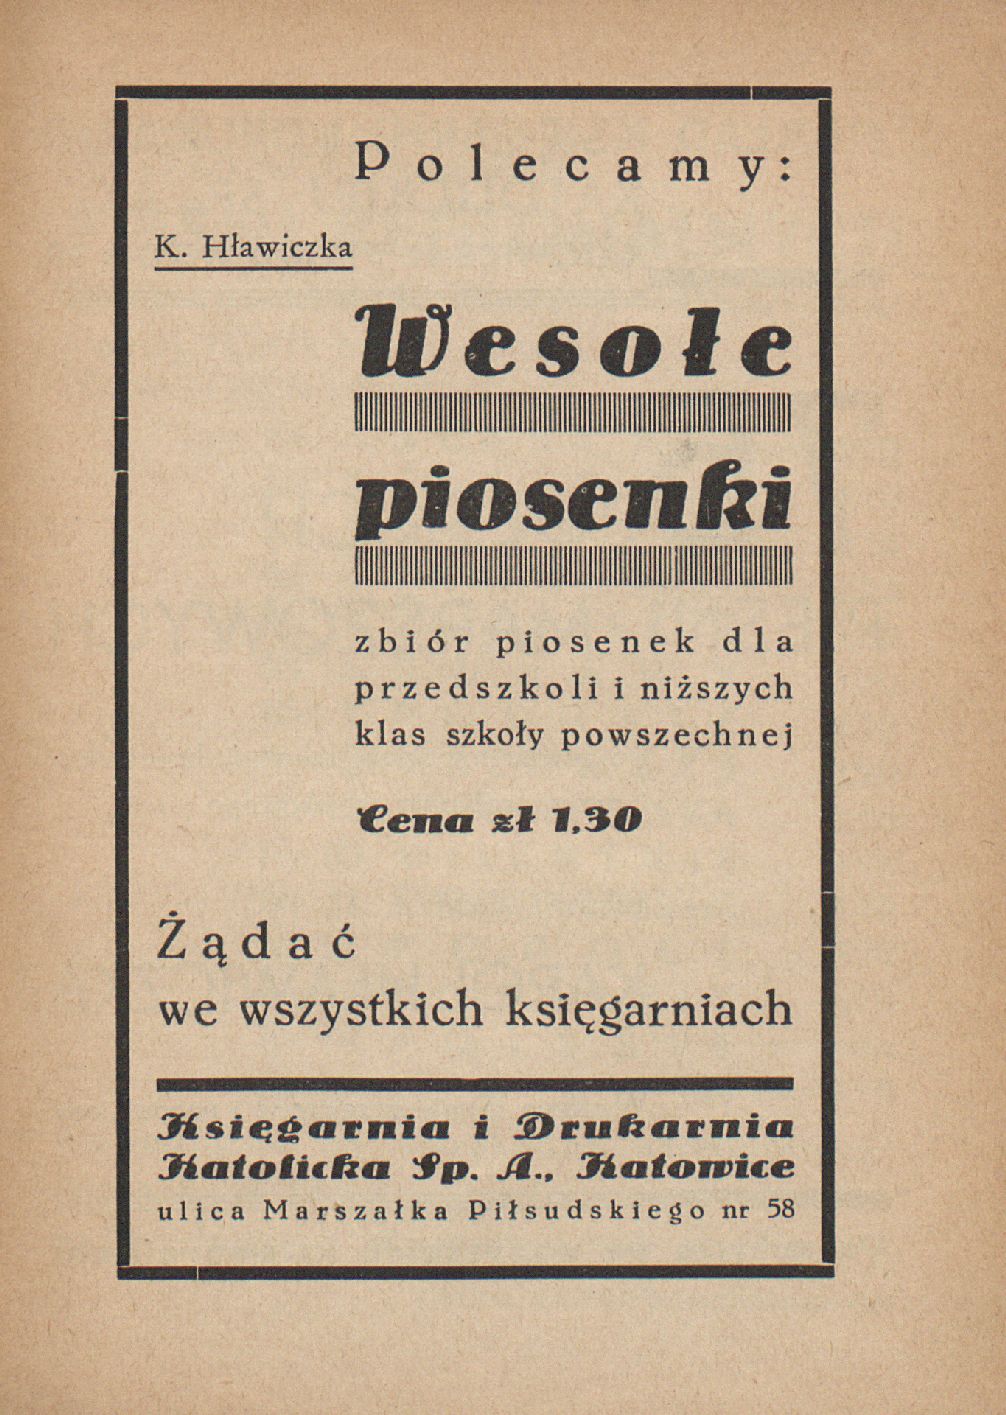 Polecamy:
K. Hławiczka
Wesołe
piosenki
zbiór piosenek dla
przedszkoli i niższych
klas szkoły powszechnej
Cena zł 1,30
Żądać
we wszystkich księgarniach
Księgarnia i Drukarnia
Katolicka Sp. A., Katowice
ulica Marszałka Piłsudskiego nr 58